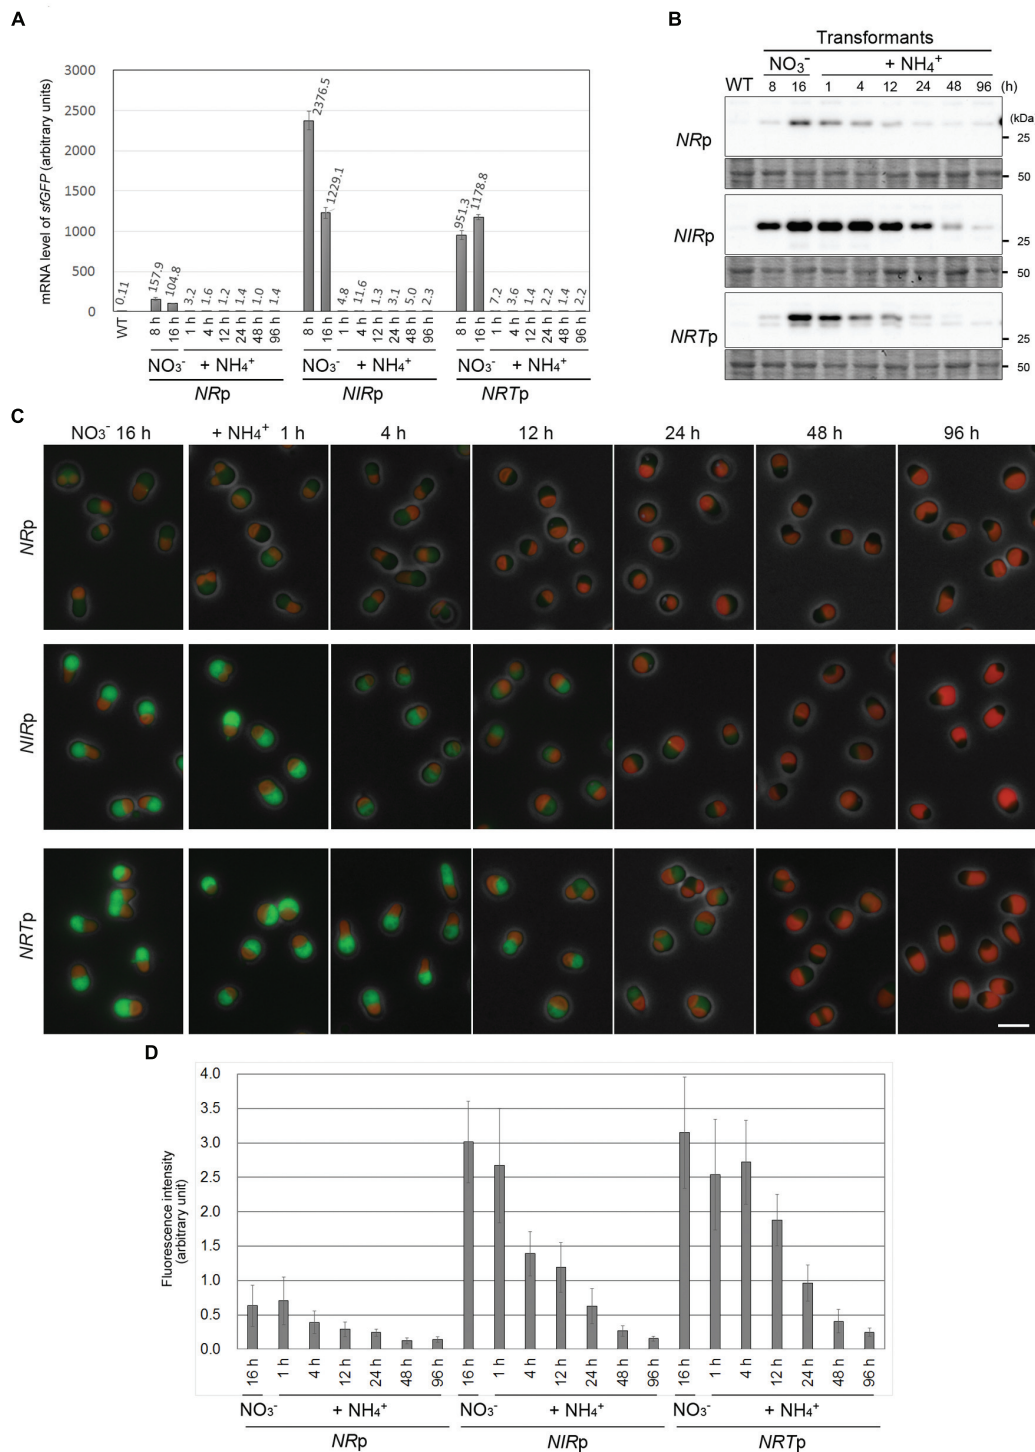 A
mRNA level of sfGFP (arbitrary units)
3000
2500
2000
1500
1000
500
0
0.11
157.9
104.8
3.2
1.6
1.2
1.4
1.0
1.4
2376.5
1229.1
4.8
11.6
1.3
3.1
5.0
2.3
951.3
1178.8
7.2
3.6
1.4
2.2
1.4
2.2
WT
8 h
16 h
1 h
4 h
12 h
24 h
48 h
96 h
8 h
16 h
1 h
4 h
12 h
24 h
48 h
96 h
8 h
16 h
1 h
4 h
12 h
24 h
48 h
96 h
NO₃⁻ + NH₄⁺ NO₃⁻ + NH₄⁺ NO₃⁻ + NH₄⁺
NRp NIRp NRTp
B
Transformants
NO₃⁻ + NH₄⁺
WT 8 16 1 4 12 24 48 96 (h)
(kDa
NRp
25
50
NIRp
25
50
NRTp
25
50
C
NO₃⁻ 16 h + NH₄⁺ 1 h 4 h 12 h 24 h 48 h 96 h
NRp
NIRp
NRTp
D
Fluorescence intensity
(arbitrary unit)
4.0
3.5
3.0
2.5
2.0
1.5
1.0
0.5
0.0
16 h
1 h
4 h
12 h
24 h
48 h
96 h
16 h
1 h
4 h
12 h
24 h
48 h
96 h
16 h
1 h
4 h
12 h
24 h
48 h
96 h
NO₃⁻ + NH₄⁺ NO₃⁻ + NH₄⁺ NO₃⁻ + NH₄⁺
NRp NIRp NRTp